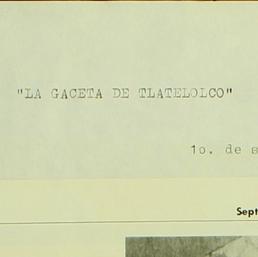 "LA GACETA DE TLATELOLCO"
1o. de s
Sept